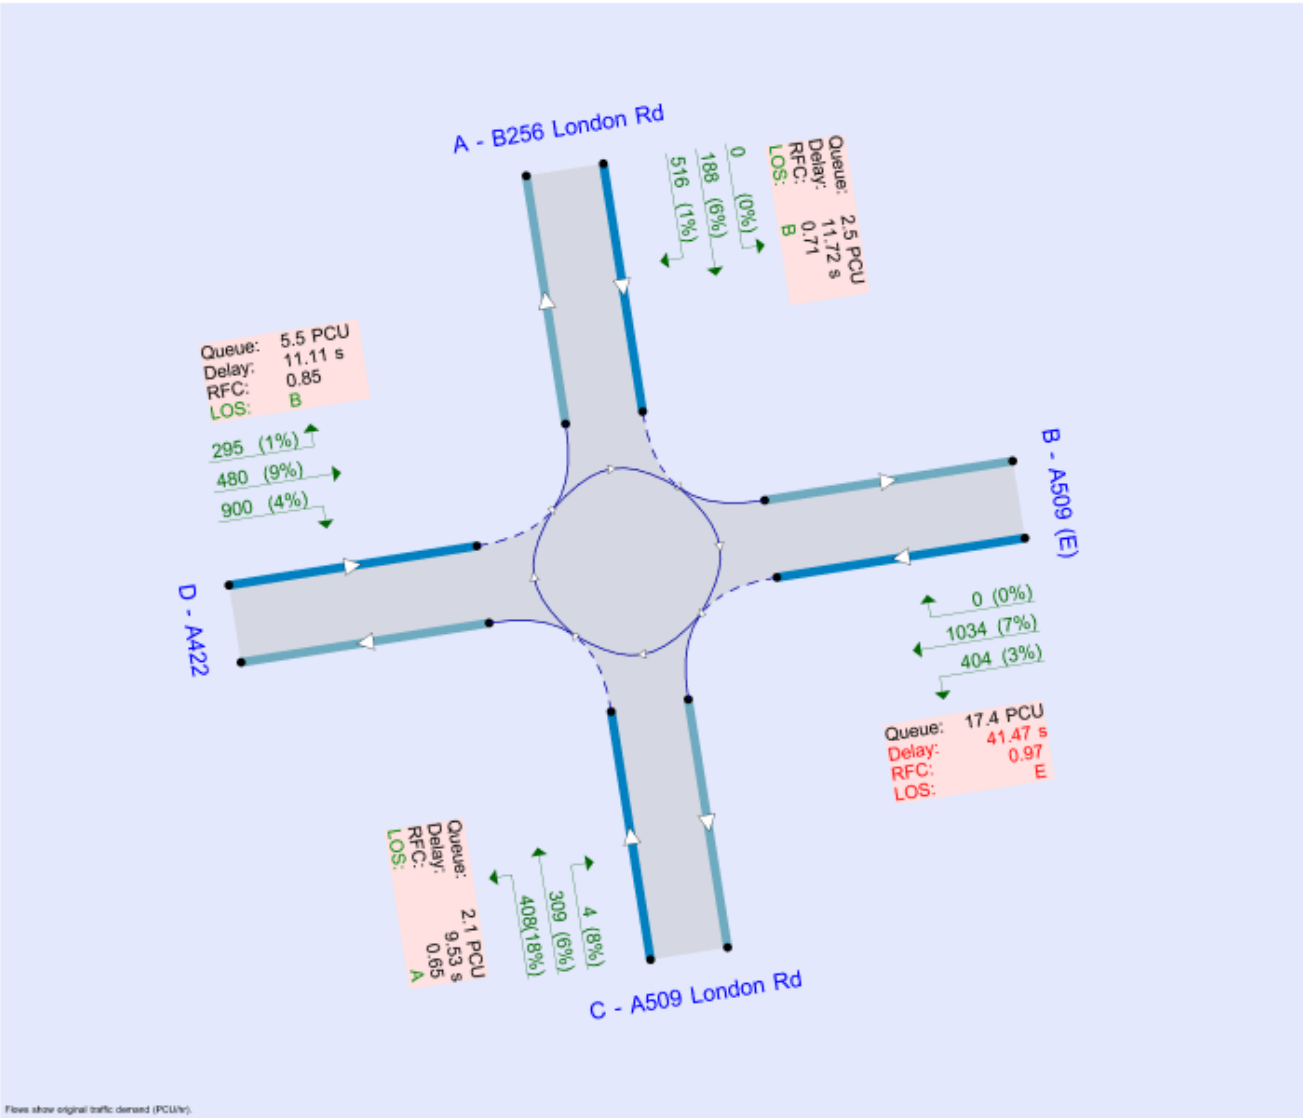 A - B256 London Rd
0 (0%)
188 (6%)
516 (1%)
Queue: 2.5 PCU
Delay: 11.72 s
RFC: 0.71
LOS: B
Queue: 5.5 PCU
Delay: 11.11 s
RFC: 0.85
LOS: B
295 (1%)
480 (9%)
900 (4%)
B - A509 (E)
D - A422
0 (0%)
1034 (7%)
404 (3%)
Queue: 17.4 PCU
Delay: 41.47 s
RFC: 0.97
LOS: E
Queue: 2.1 PCU
Delay: 9.53 s
RFC: 0.65
LOS: A
4 (8%)
309 (6%)
408(18%)
C - A509 London Rd
Flows show original traffic demand (PCU/hr).